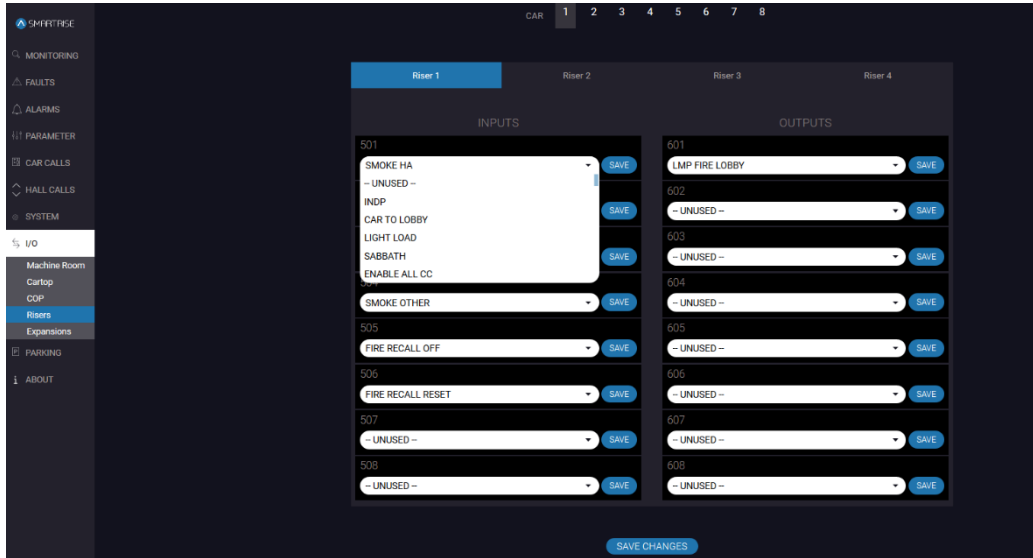 SMARTRISE
CAR 1 2 3 4 5 6 7 8
MONITORING
FAULTS
ALARMS
PARAMETER
CAR CALLS
HALL CALLS
SYSTEM
I/O
Machine Room
Cartop
COP
Risers
Expansions
PARKING
ABOUT
Riser 1 Riser 2 Riser 3 Riser 4
INPUTS
501
SMOKE HA SAVE
-- UNUSED --
INDP
SAVE
CAR TO LOBBY
LIGHT LOAD
SABBATH SAVE
ENABLE ALL CC
504
SMOKE OTHER SAVE
505
FIRE RECALL OFF SAVE
506
FIRE RECALL RESET SAVE
507
-- UNUSED -- SAVE
508
-- UNUSED -- SAVE
OUTPUTS
601
LMP FIRE LOBBY SAVE
602
-- UNUSED -- SAVE
603
-- UNUSED -- SAVE
604
-- UNUSED -- SAVE
605
-- UNUSED -- SAVE
606
-- UNUSED -- SAVE
607
-- UNUSED -- SAVE
608
-- UNUSED -- SAVE
SAVE CHANGES